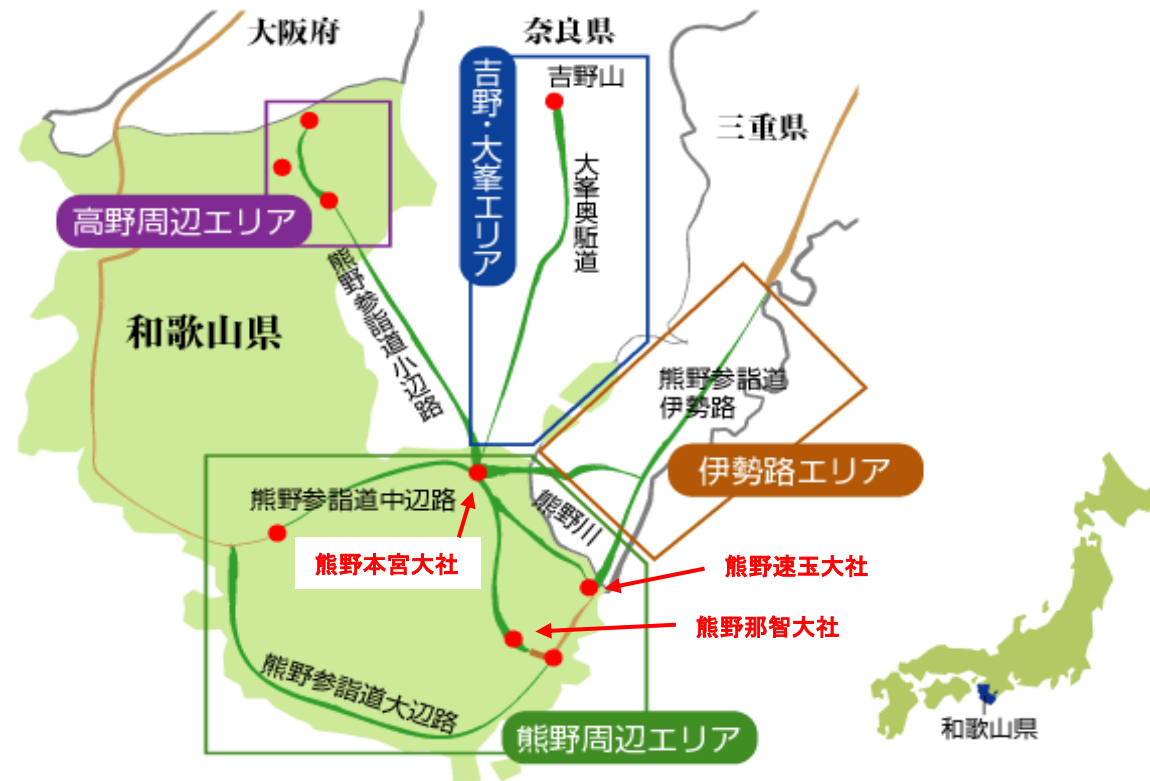 大阪府
奈良県
吉野・大峯エリア
吉野山
三重県
大峯奥駈道
高野周辺エリア
熊野参詣道小辺路
和歌山県
熊野参詣道
伊勢路
伊勢路エリア
熊野参詣道中辺路
熊野川
熊野本宮大社
熊野速玉大社
熊野那智大社
熊野参詣道大辺路
熊野周辺エリア
和歌山県